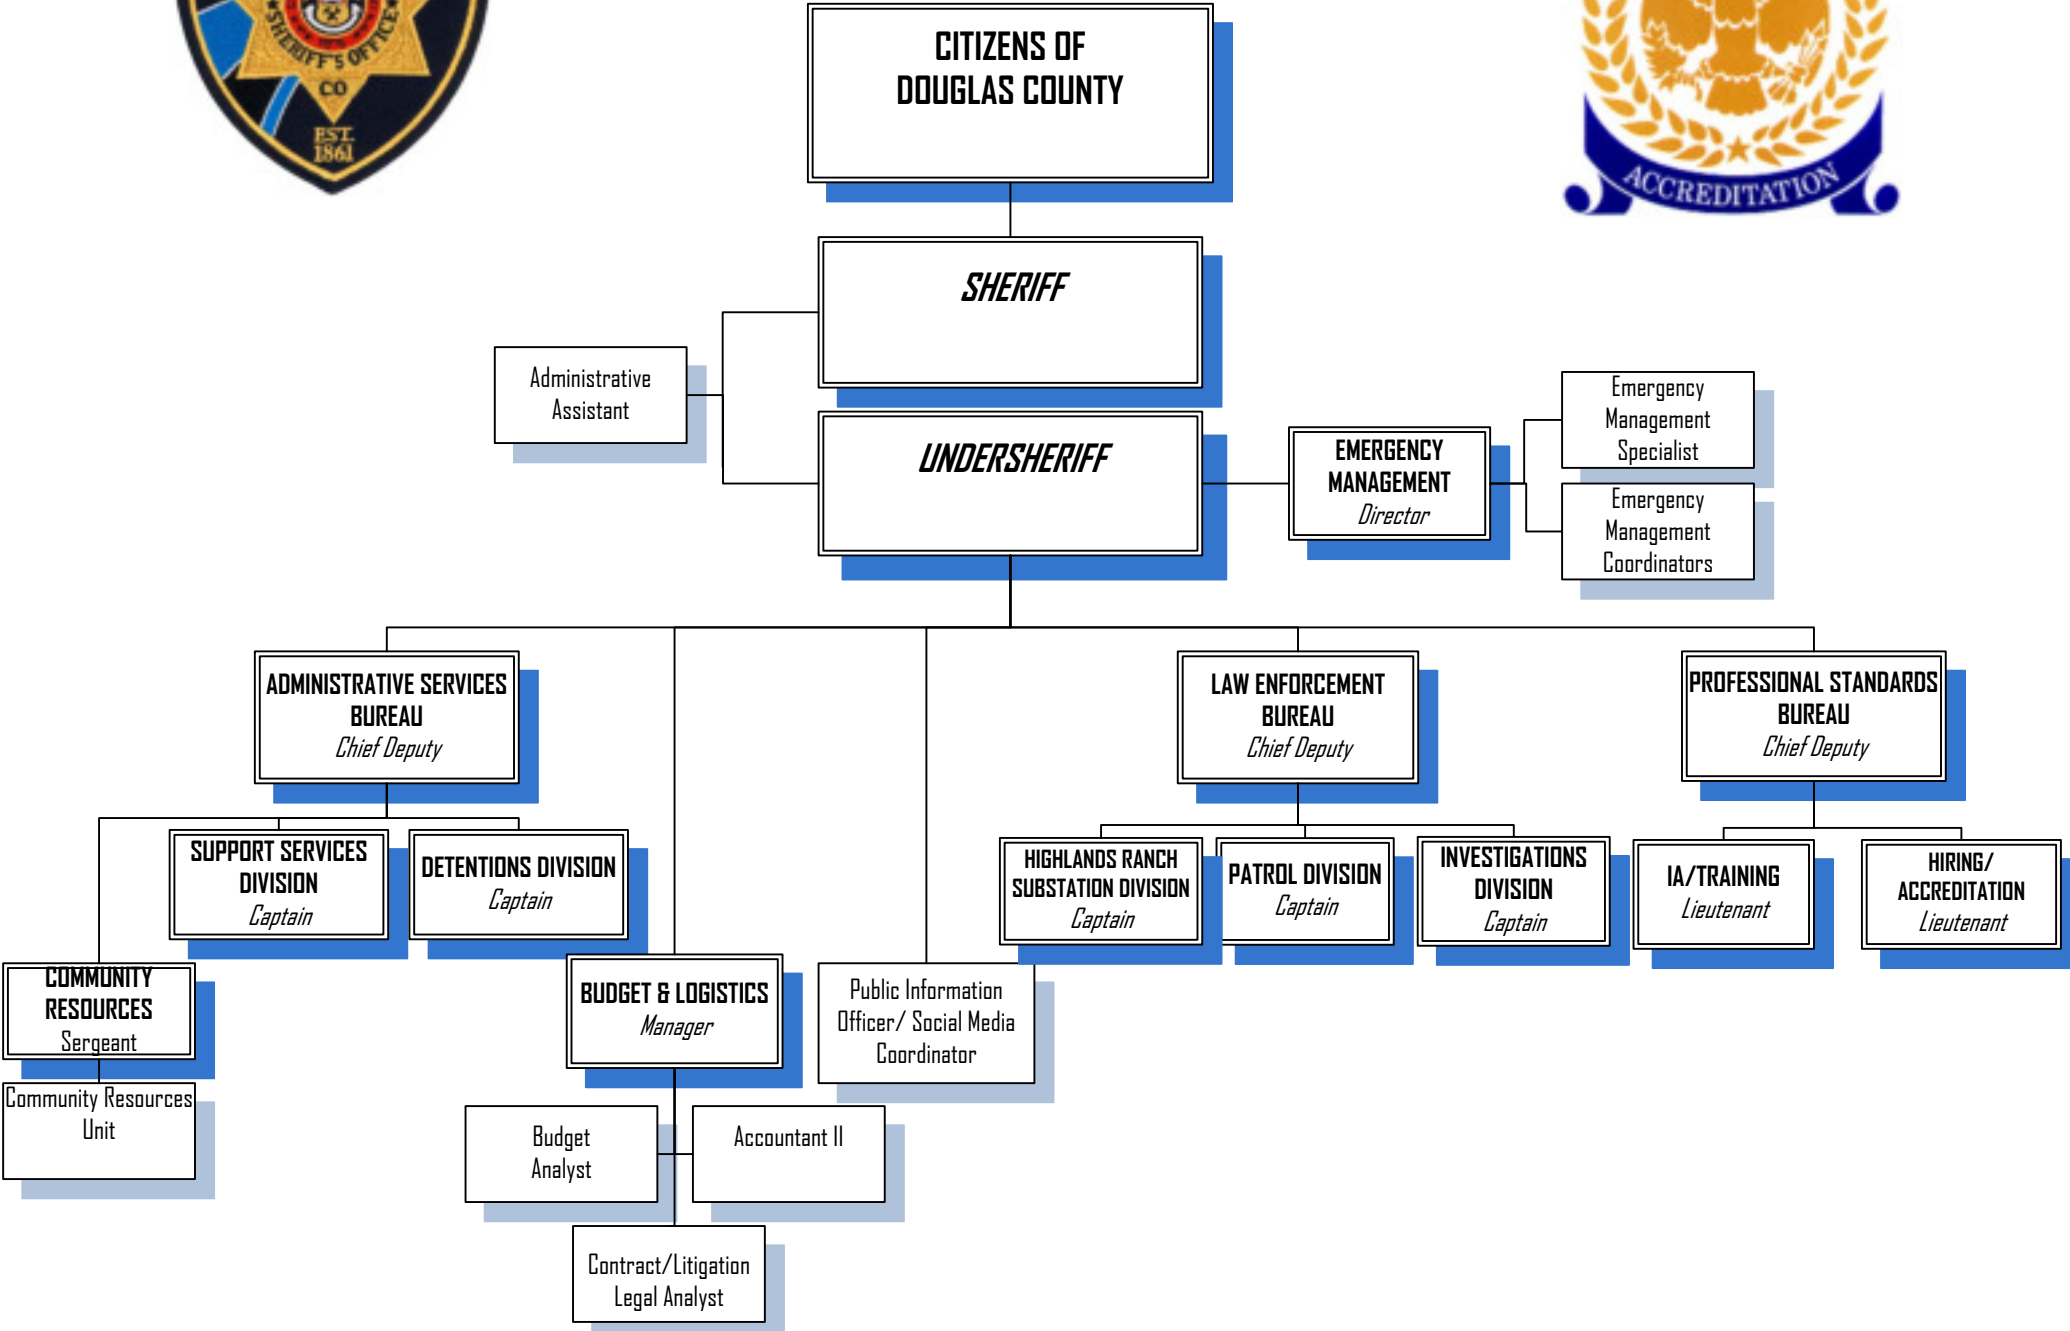 SHERIFF'S OFFICE
CO
EST.
1861
CITIZENS OF
DOUGLAS COUNTY
ACCREDITATION
SHERIFF
Administrative
Assistant
UNDERSHERIFF
EMERGENCY
MANAGEMENT
Director
Emergency
Management
Specialist
Emergency
Management
Coordinators
ADMINISTRATIVE SERVICES
BUREAU
Chief Deputy
LAW ENFORCEMENT
BUREAU
Chief Deputy
PROFESSIONAL STANDARDS
BUREAU
Chief Deputy
SUPPORT SERVICES
DIVISION
Captain
DETENTIONS DIVISION
Captain
HIGHLANDS RANCH
SUBSTATION DIVISION
Captain
PATROL DIVISION
Captain
INVESTIGATIONS
DIVISION
Captain
IA/TRAINING
Lieutenant
HIRING/
ACCREDITATION
Lieutenant
COMMUNITY
RESOURCES
Sergeant
Community Resources
Unit
BUDGET & LOGISTICS
Manager
Public Information
Officer/ Social Media
Coordinator
Budget
Analyst
Accountant II
Contract/Litigation
Legal Analyst